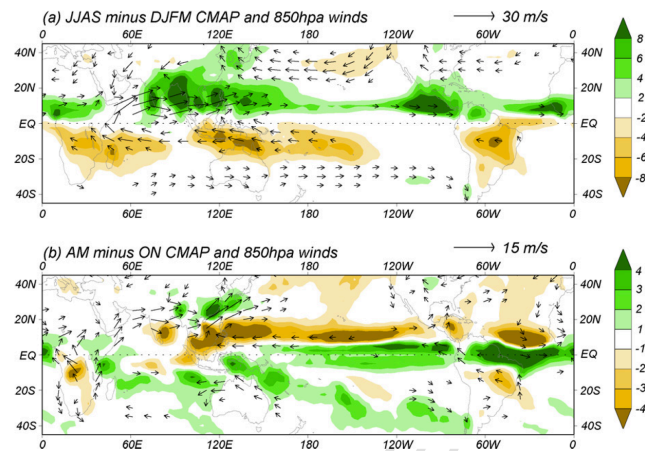 (a) JJAS minus DJFM CMAP and 850hpa winds 30 m/s
0 60E 120E 180 120W 60W 0
40N 40N
20N 20N
EQ EQ
20S 20S
40S 40S
0 60E 120E 180 120W 60W 0
8
6
4
2
-2
-4
-6
-8
(b) AM minus ON CMAP and 850hpa winds 15 m/s
0 60E 120E 180 120W 60W 0
40N 40N
20N 20N
EQ EQ
20S 20S
40S 40S
0 60E 120E 180 120W 60W 0
4
3
2
1
-1
-2
-3
-4